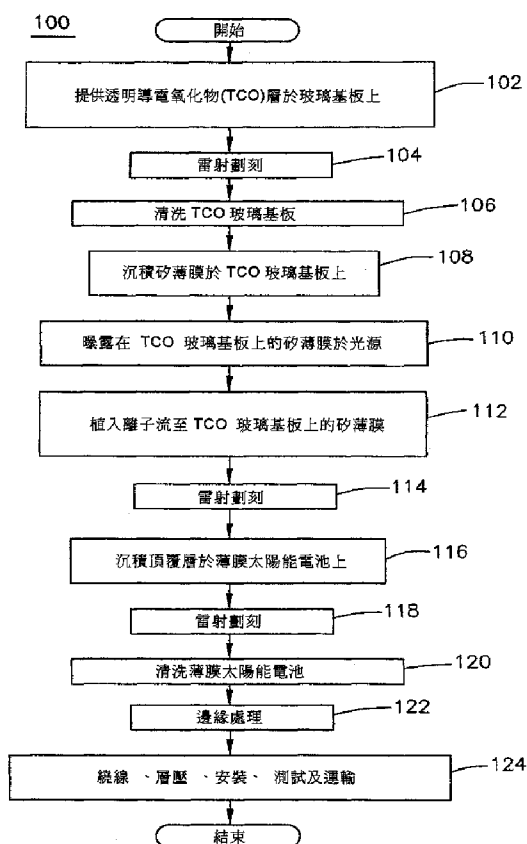 100
開始
提供透明導電氧化物(TCO)層於玻璃基板上
102
雷射劃刻
104
清洗 TCO 玻璃基板
106
沉積矽薄膜於 TCO 玻璃基板上
108
曝露在 TCO 玻璃基板上的矽薄膜於光源
110
植入離子流至 TCO 玻璃基板上的矽薄膜
112
雷射劃刻
114
沉積頂覆層於薄膜太陽能電池上
116
雷射劃刻
118
清洗薄膜太陽能電池
120
邊緣處理
122
繞線、層壓、安裝、測試及運輸
124
結束